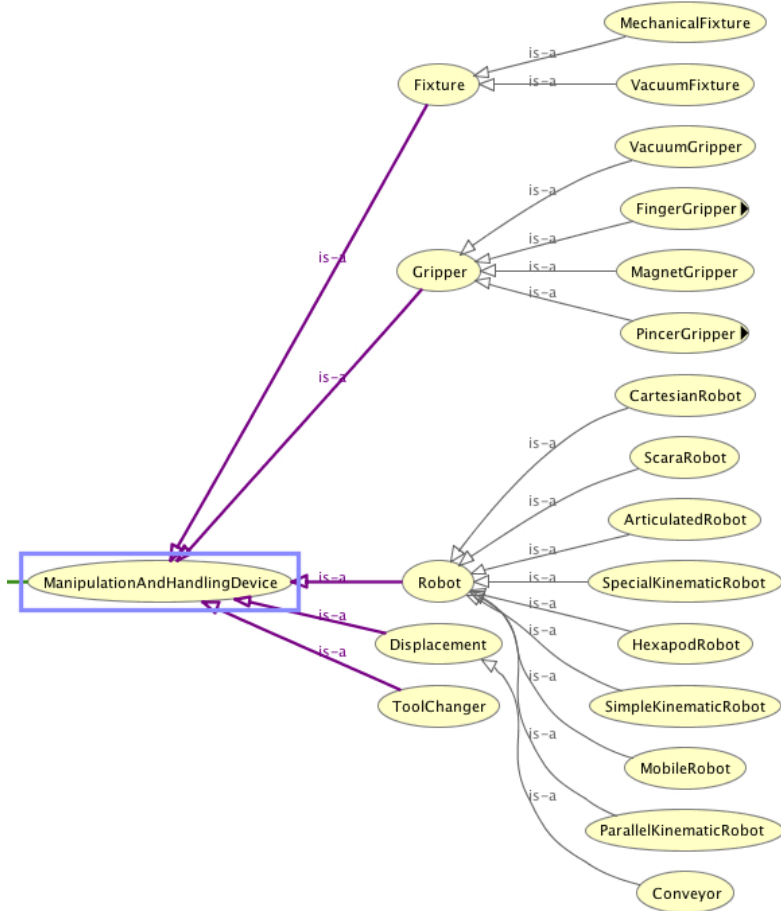 MechanicalFixture
is-a
Fixture
is-a
VacuumFixture
VacuumGripper
is-a
FingerGripper
is-a
is-a
Gripper
is-a
MagnetGripper
is-a
PincerGripper
is-a
CartesianRobot
is-a
ScaraRobot
is-a
ArticulatedRobot
is-a
ManipulationAndHandlingDevice
is-a
Robot
is-a
SpecialKinematicRobot
is-a
is-a
Displacement
is-a
HexapodRobot
is-a
is-a
ToolChanger
SimpleKinematicRobot
is-a
MobileRobot
is-a
ParallelKinematicRobot
Conveyor